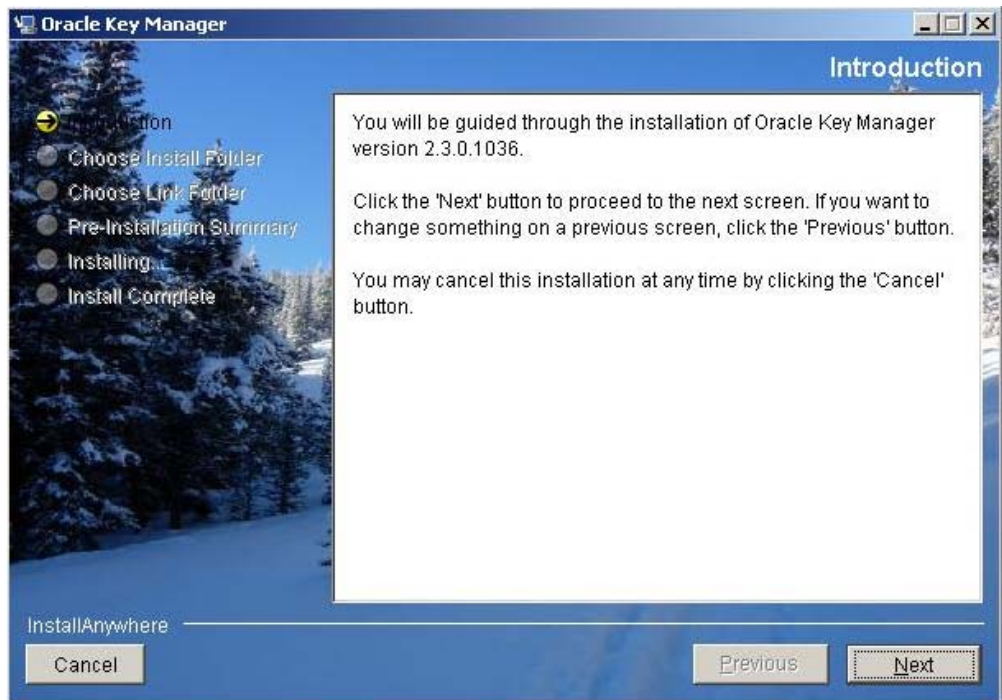 Oracle Key Manager
Introduction
Introduction
Choose Install Folder
Choose Link Folder
Pre-Installation Summary
Installing...
Install Complete
You will be guided through the installation of Oracle Key Manager
version 2.3.0.1036.
Click the 'Next' button to proceed to the next screen. If you want to
change something on a previous screen, click the 'Previous' button.
You may cancel this installation at any time by clicking the 'Cancel'
button.
InstallAnywhere
Cancel
Previous
Next